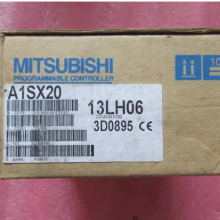 MITSUBISHI
PROGRAMMABLE CONTROLLER
A1SX20
13LH06
3D0895 CE